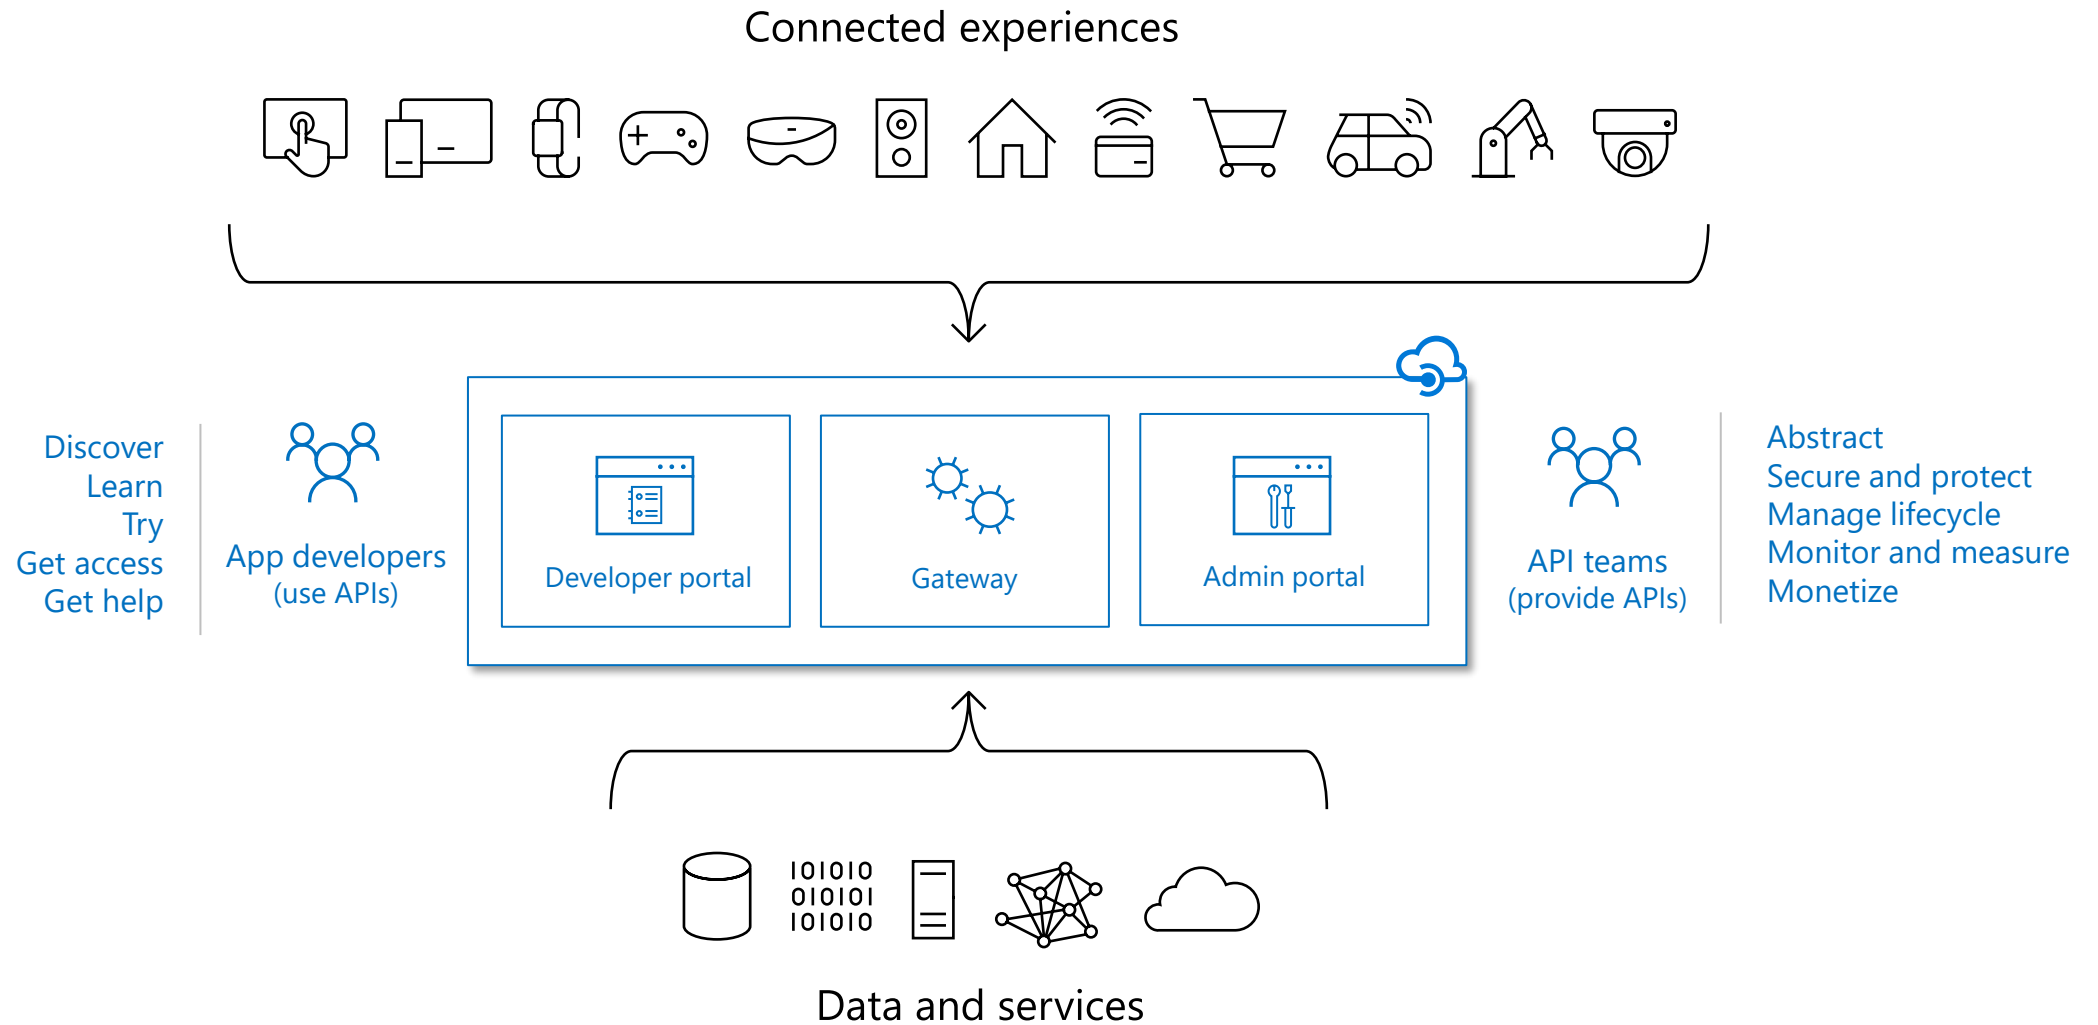 Connected experiences
Discover
Learn
Try
Get access
Get help
App developers
(use APIs)
Developer portal
Gateway
Admin portal
API teams
(provide APIs)
Abstract
Secure and protect
Manage lifecycle
Monitor and measure
Monetize
101010
010101
101010
Data and services